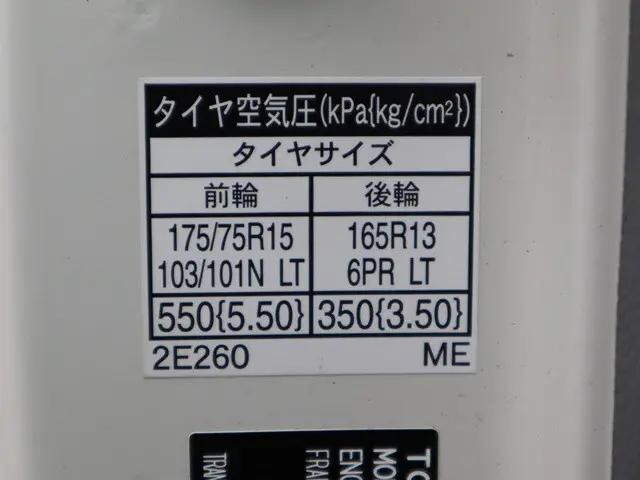 タイヤ空気圧(kPa{kg/cm²})
タイヤサイズ
前輪 後輪
175/75R15 165R13
103/101N LT 6PR LT
550{5.50} 350{3.50}
2E260 ME
TO
MO
ENG
FRA
TRAN